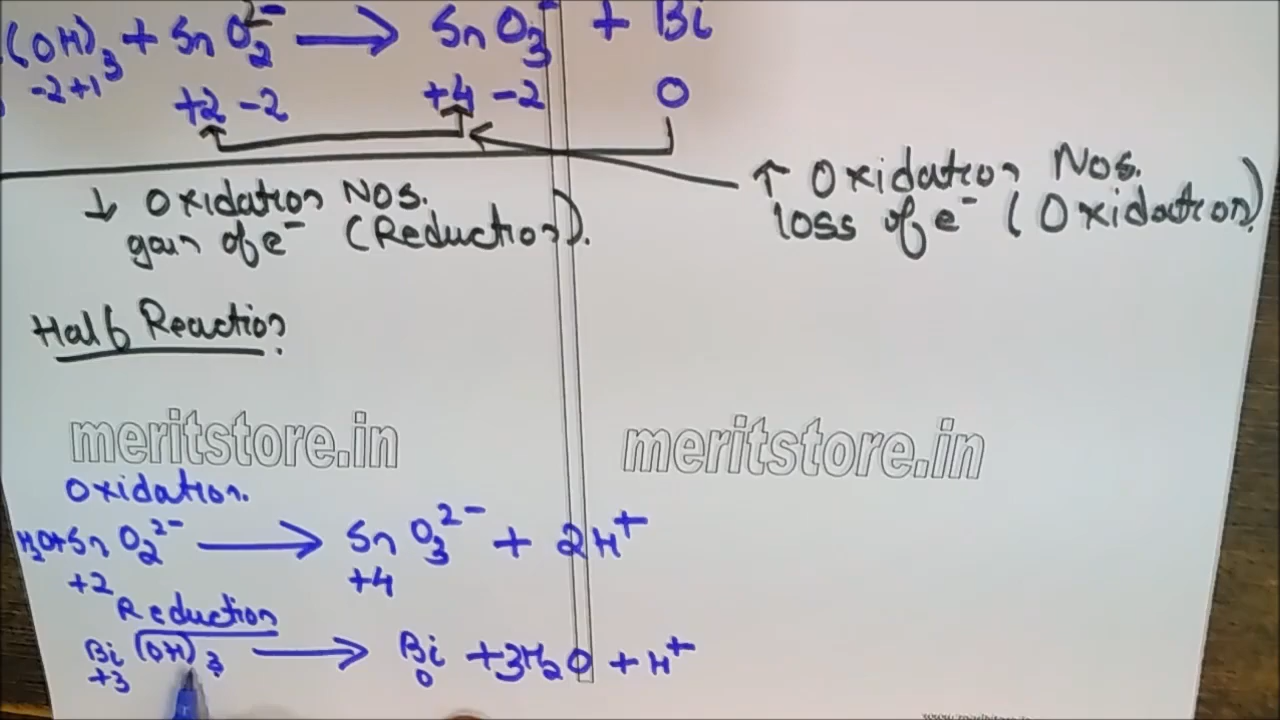 (OH)3 + SnO2^2- → SnO3^- + Bi
-2 +1 +2 -2 +4 -2 0
↓ Oxidation Nos.
gain of e- (Reduction).
↑ Oxidation Nos.
loss of e- (Oxidation).
Half Reaction
meritstore.in
meritstore.in
Oxidation.
H2O+SnO2^2- → SnO3^2- + 2H+
+2 +4
Reduction
Bi(OH)3 → Bi + 3H2O + H+
+3 0